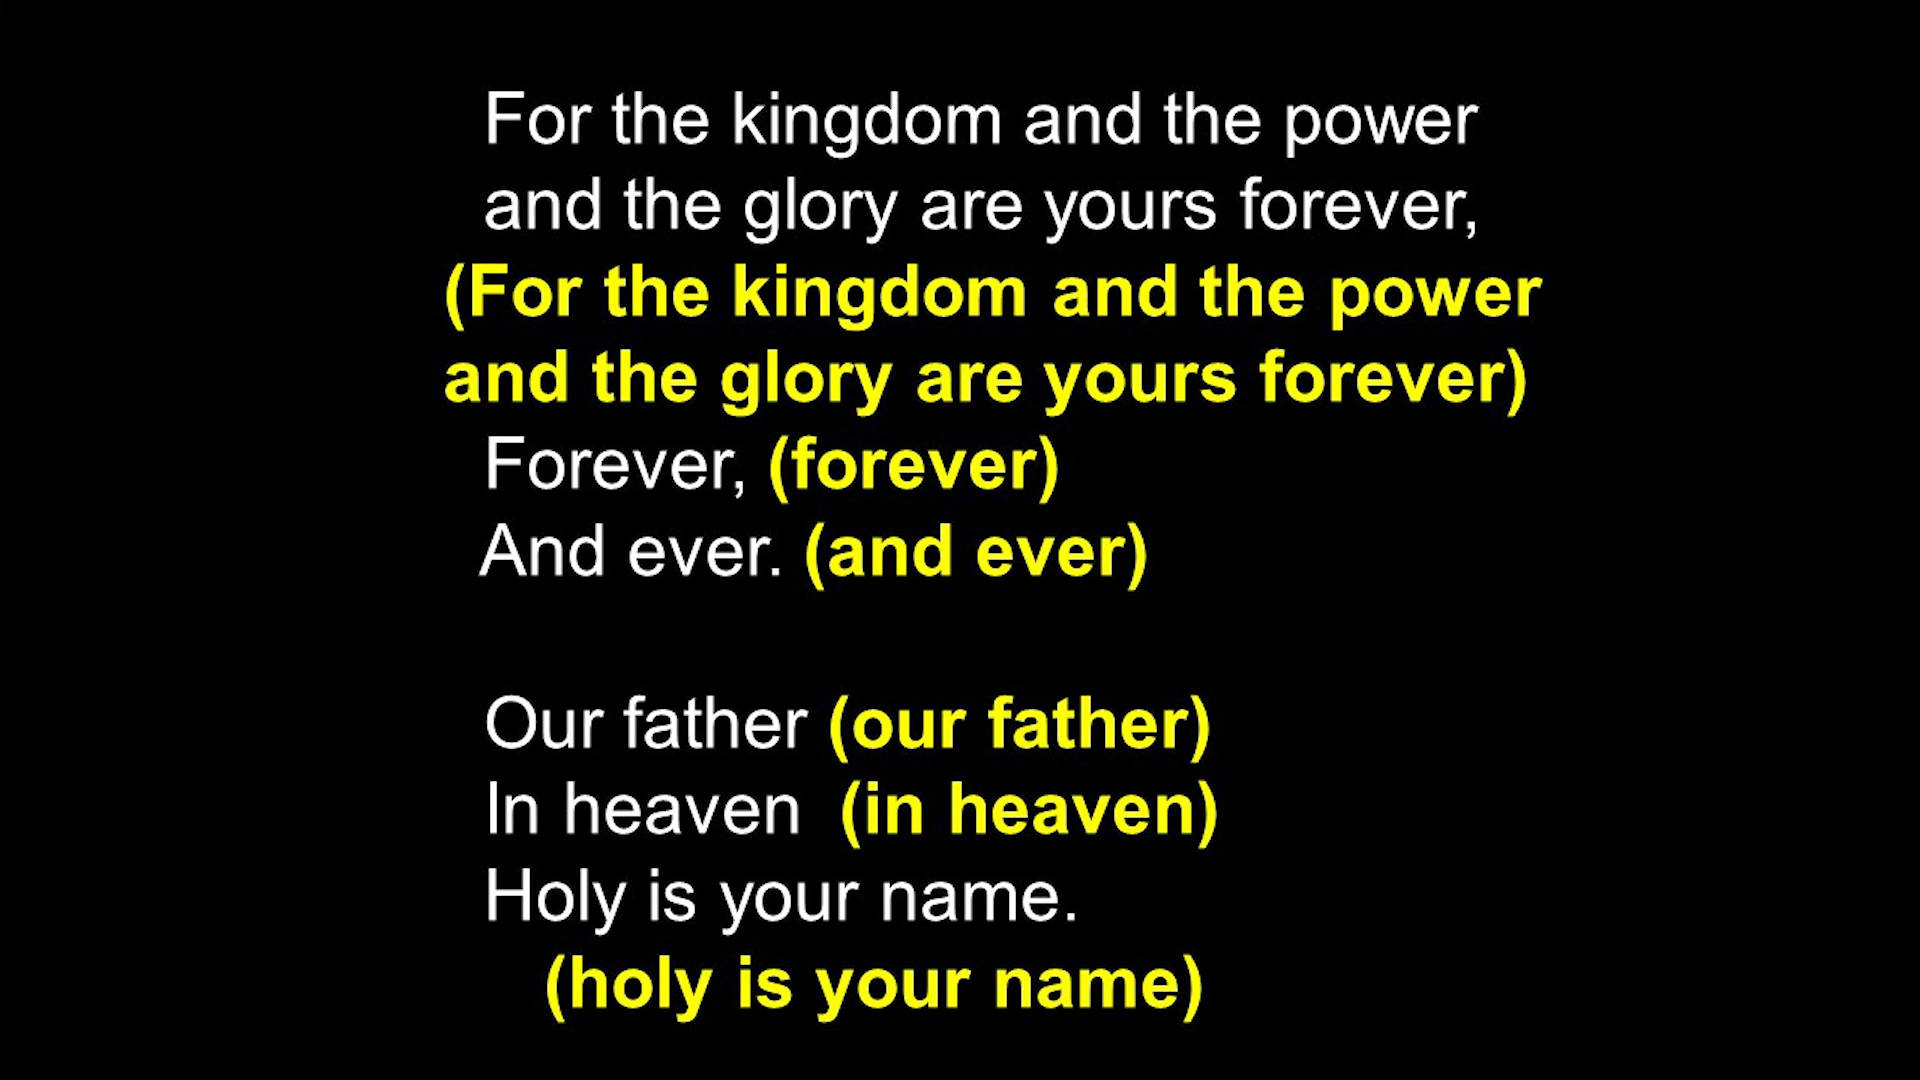 For the kingdom and the power
and the glory are yours forever,
(For the kingdom and the power
and the glory are yours forever)
Forever, (forever)
And ever. (and ever)
Our father (our father)
In heaven (in heaven)
Holy is your name.
(holy is your name)